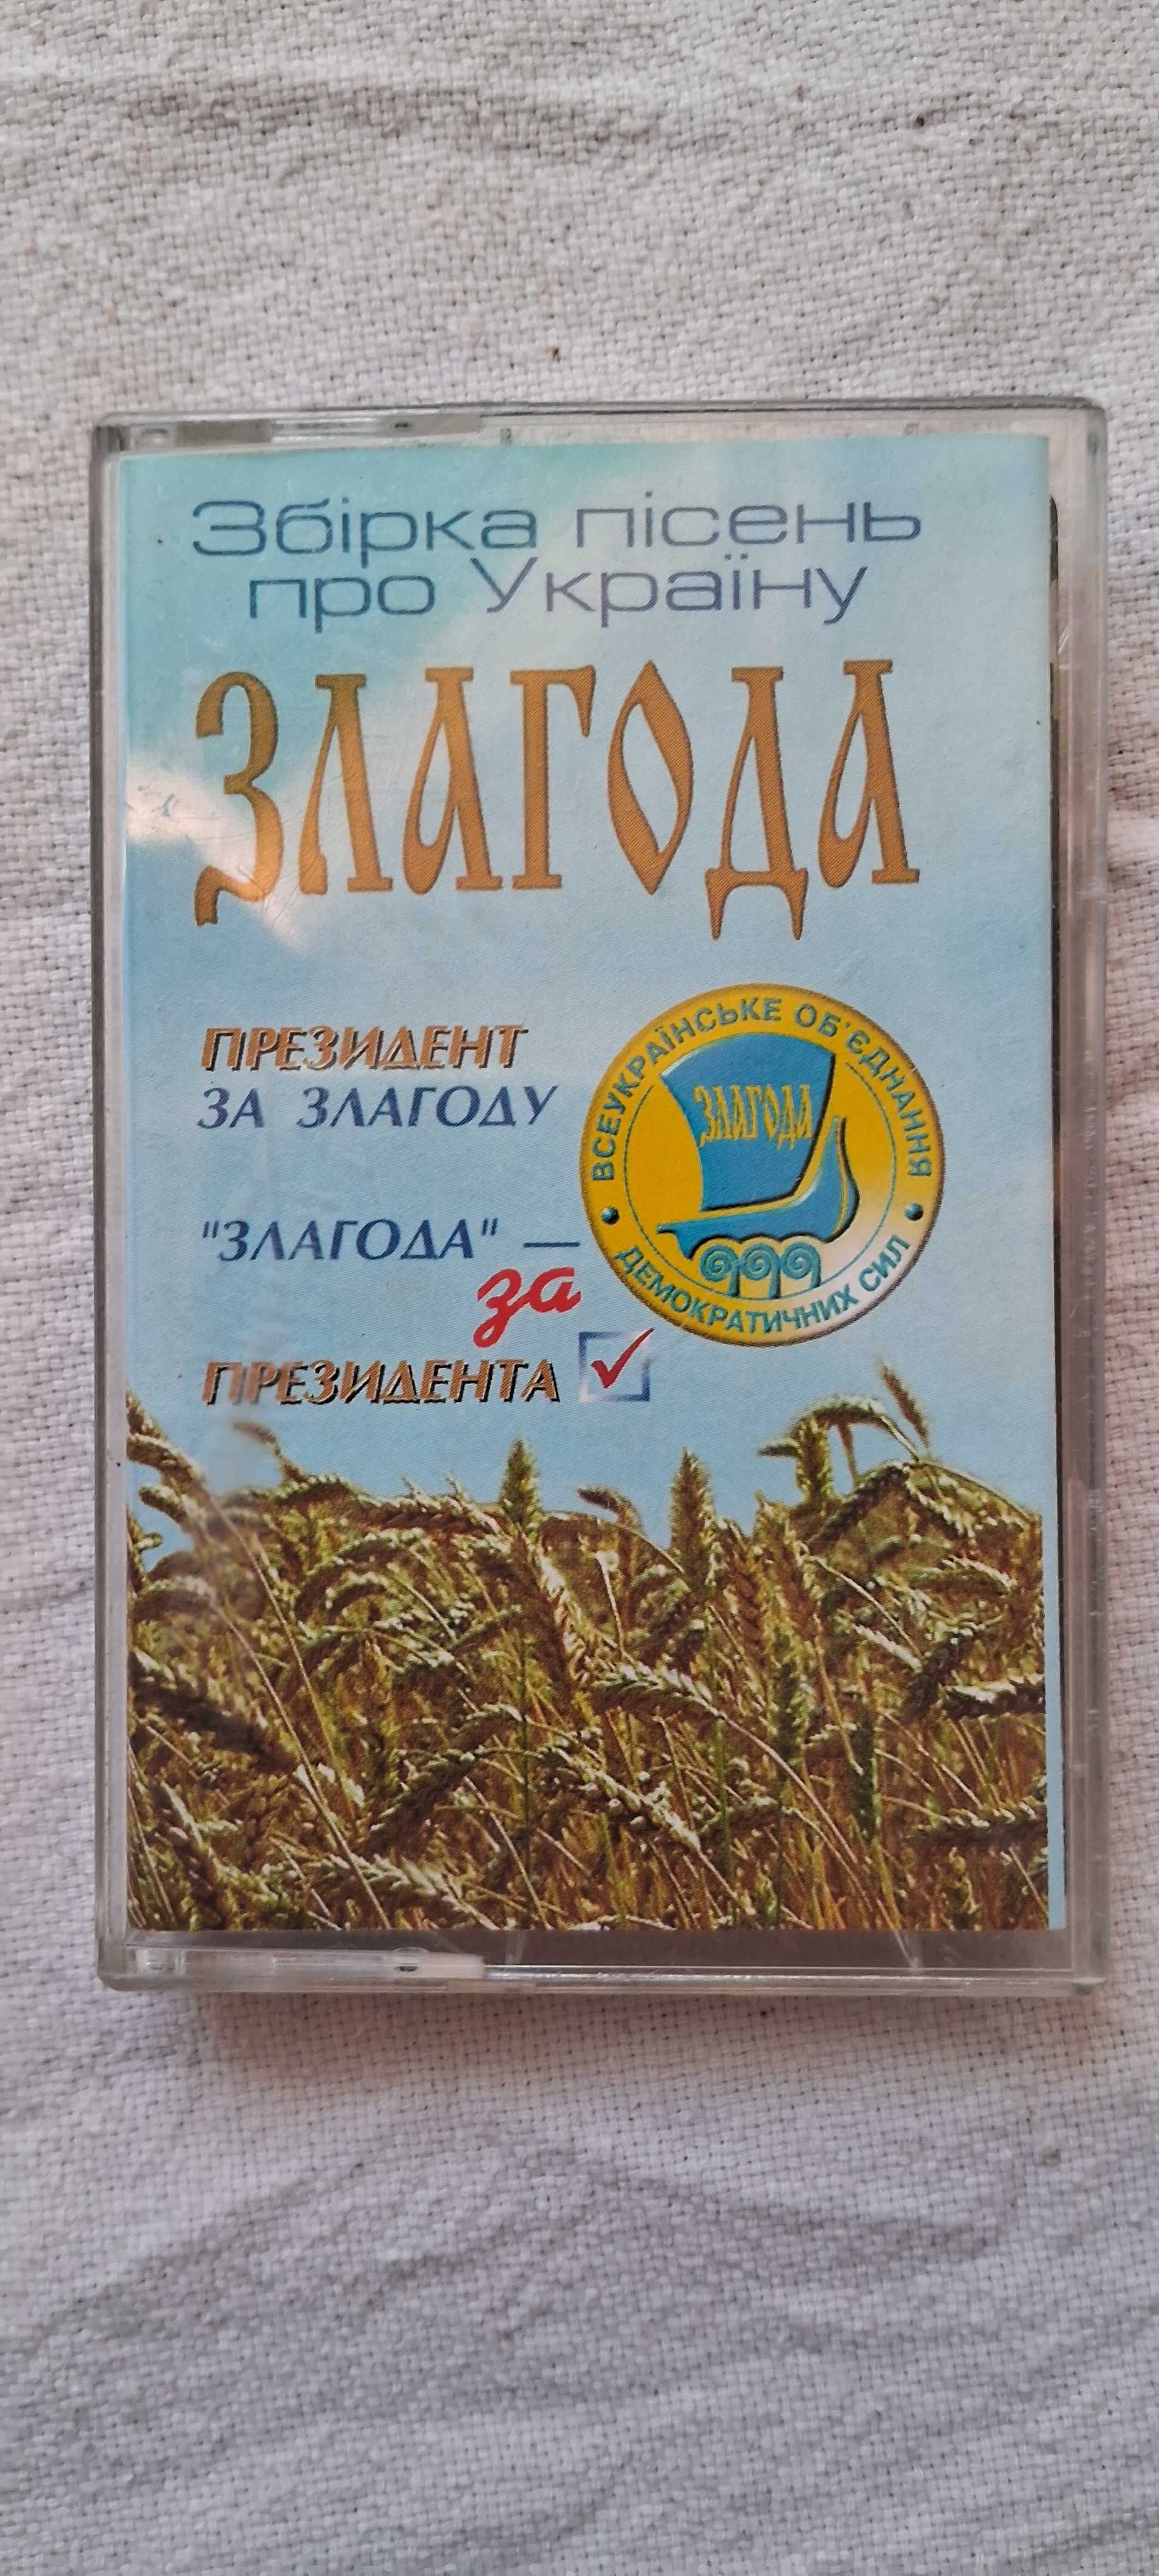 Збірка пісень
про Україну
ЗЛАГОДА
ПРЕЗИДЕНТ
ЗА ЗЛАГОДУ
"ЗЛАГОДА" —
за
ПРЕЗИДЕНТА
ВСЕУКРАЇНСЬКЕ ОБ'ЄДНАННЯ
ЗЛАГОДА
ДЕМОКРАТИЧНИХ СИЛ